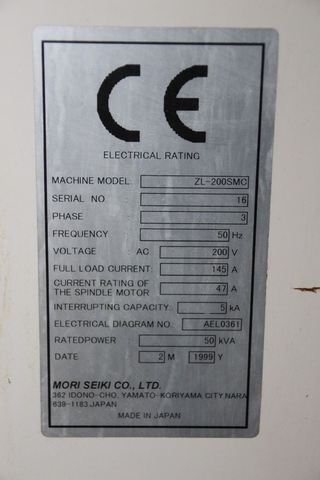 CE
ELECTRICAL RATING
MACHINE MODEL ZL-200SMC
SERIAL NO 16
PHASE 3
FREQUENCY 50 Hz
VOLTAGE AC 200 V
FULL LOAD CURRENT: 145 A
CURRENT RATING OF
THE SPINDLE MOTOR 47 A
INTERRUPTING CAPACITY: 5 kA
ELECTRICAL DIAGRAM NO.: AEL0361
RATEDPOWER 50 kVA
DATE 2 M 1999 Y
MORI SEIKI CO., LTD.
362 IDONO-CHO, YAMATO-KORIYAMA CITY.NARA
639-1183.JAPAN
MADE IN JAPAN